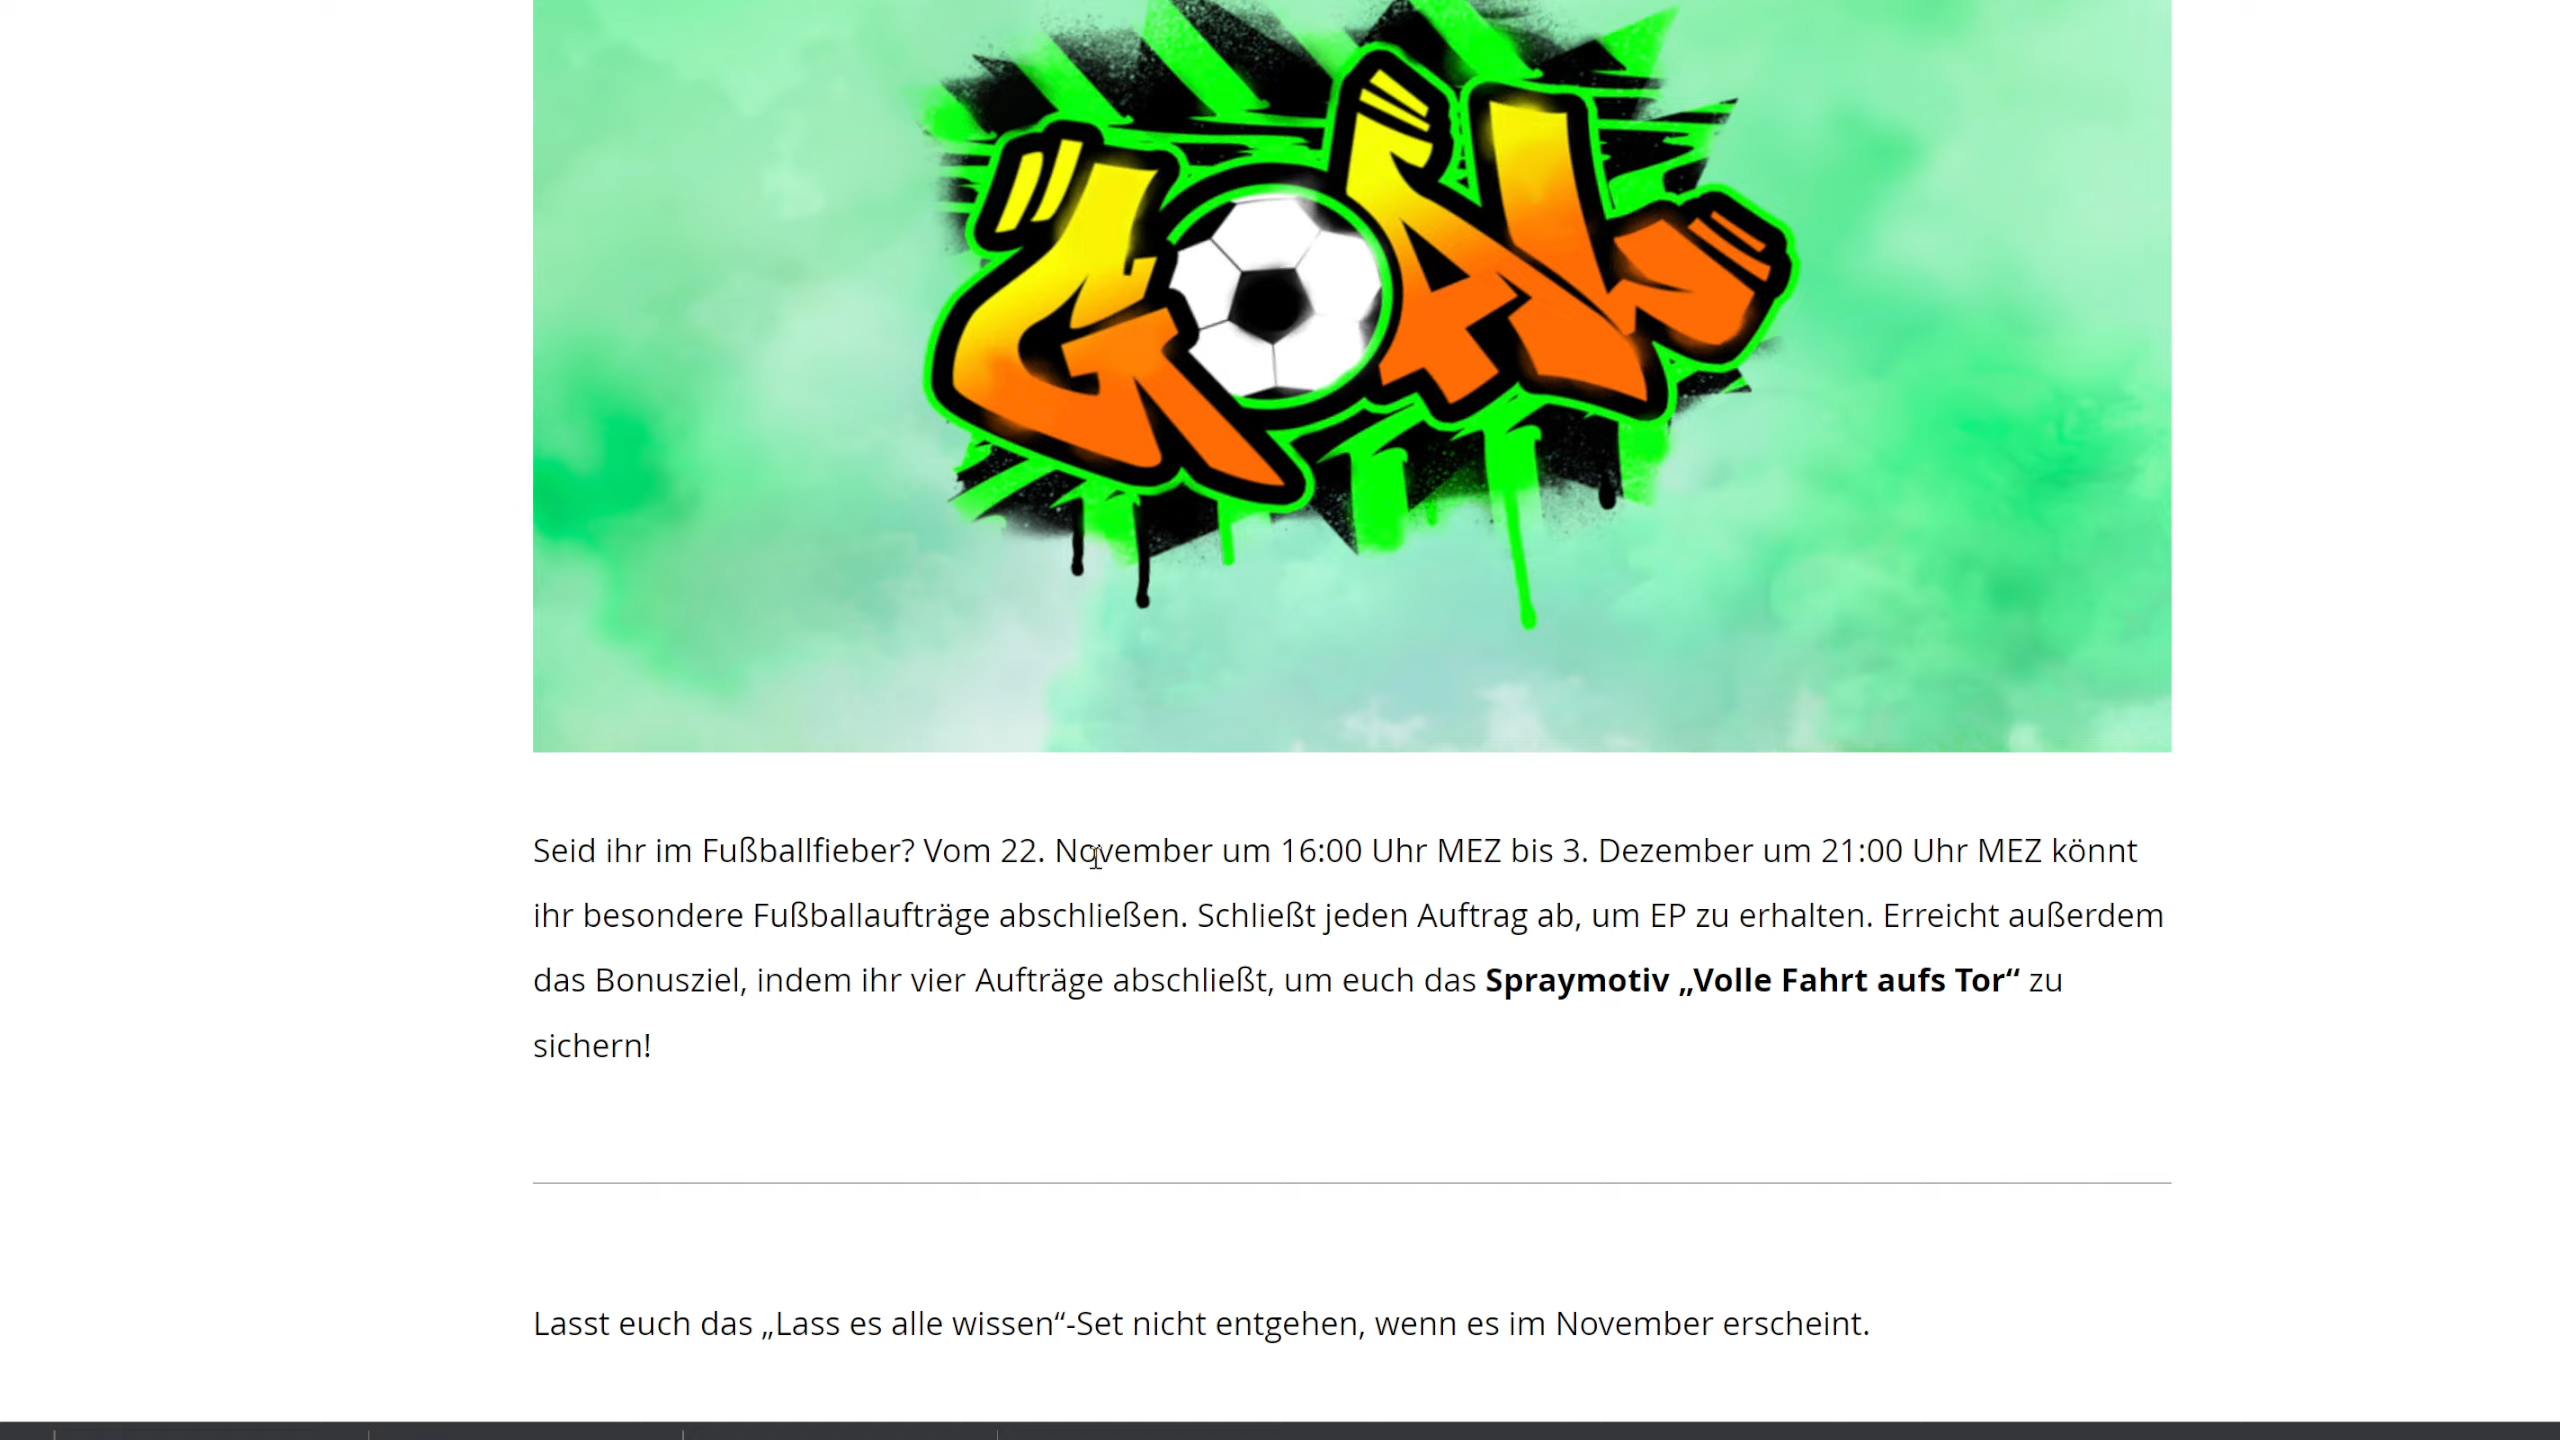 GOAL
Seid ihr im Fußballfieber? Vom 22. November um 16:00 Uhr MEZ bis 3. Dezember um 21:00 Uhr MEZ könnt
ihr besondere Fußballaufträge abschließen. Schließt jeden Auftrag ab, um EP zu erhalten. Erreicht außerdem
das Bonusziel, indem ihr vier Aufträge abschließt, um euch das Spraymotiv „Volle Fahrt aufs Tor“ zu
sichern!
Lasst euch das „Lass es alle wissen“-Set nicht entgehen, wenn es im November erscheint.